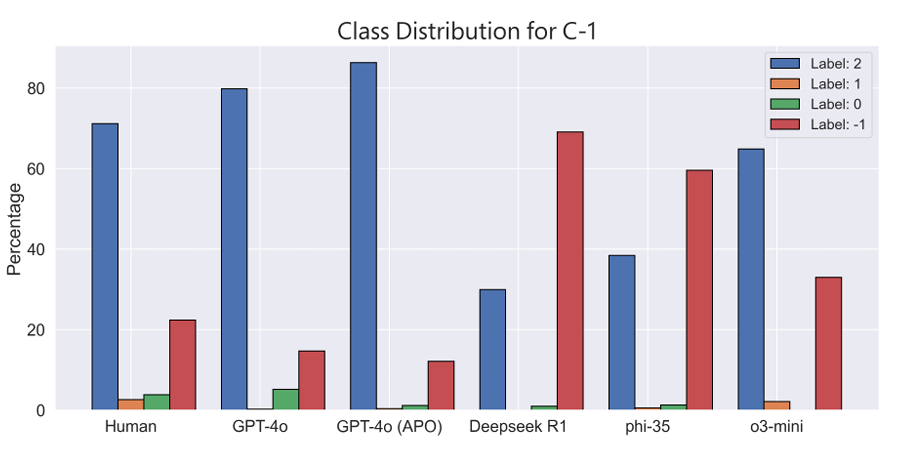 Class Distribution for C-1
Label: 2
Label: 1
Label: 0
Label: -1
Percentage
80
60
40
20
0
Human GPT-4o GPT-4o (APO) Deepseek R1 phi-35 o3-mini